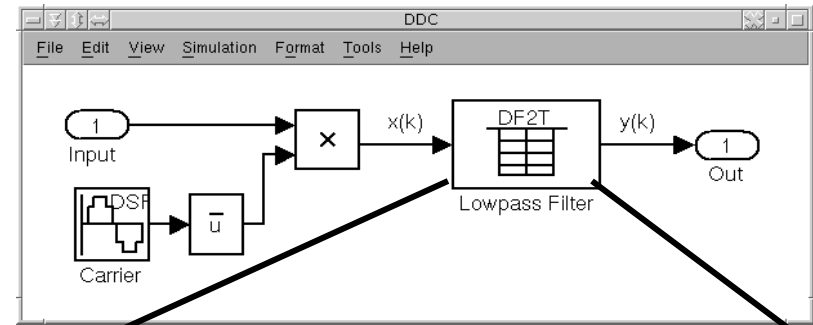 DDC
File Edit View Simulation Format Tools Help
1
Input
×
x(k)
DF2T
y(k)
1
Out
Lowpass Filter
DSP
u
Carrier